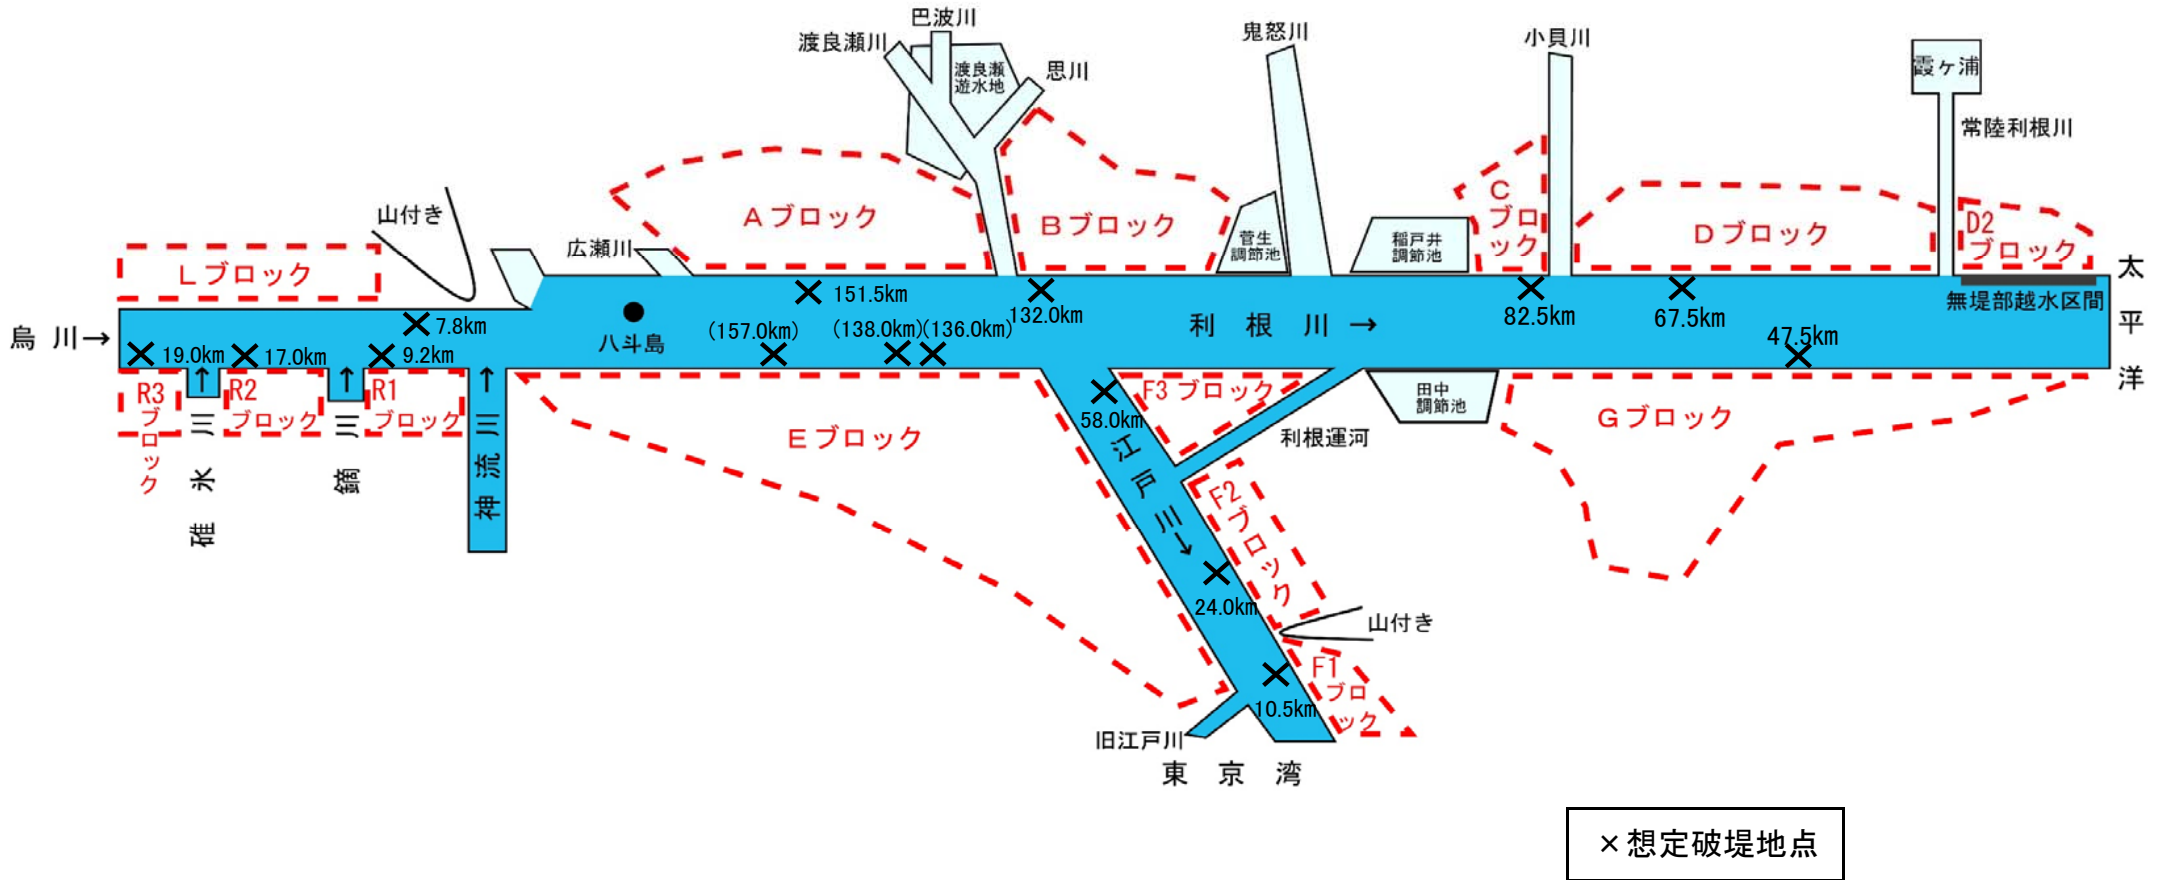 巴波川
渡良瀬川
渡良瀬
遊水地
思川
鬼怒川
小貝川
霞ヶ浦
常陸利根川
山付き
広瀬川
Lブロック
Aブロック
Bブロック
菅生
調節池
稲戸井
調節池
C
ブロ
ック
Dブロック
D2
ブロック
無堤部越水区間
太平洋
烏川→
19.0km
17.0km
7.8km
9.2km
八斗島
151.5km
(157.0km)
(138.0km)
(136.0km)
132.0km
利根川→
82.5km
67.5km
47.5km
R3
ブロック
碓氷川→
R2
ブロック
鏑川→
R1
ブロック
神流川→
Eブロック
58.0km
江戸川→
F3ブロック
利根運河
田中
調節池
Gブロック
F2
ブロック
24.0km
山付き
F1
ブロ
ック
10.5km
旧江戸川
東京湾
×想定破堤地点